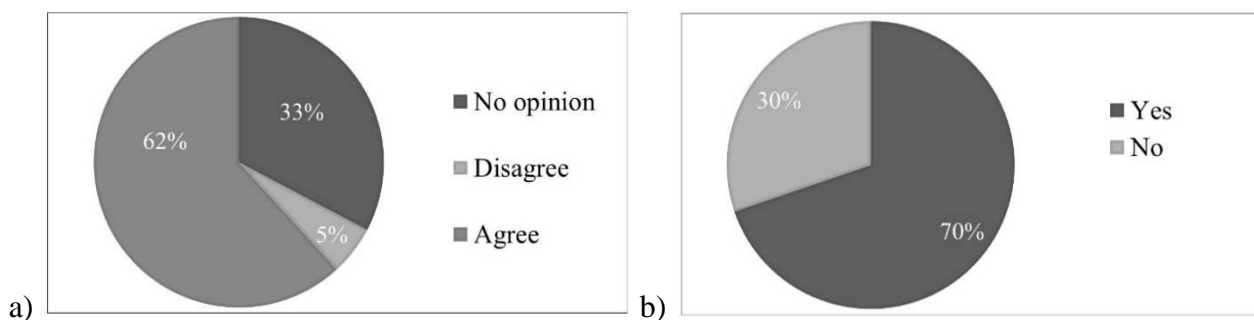 33%
62%
5%
No opinion
Disagree
Agree
a)
30%
70%
Yes
No
b)